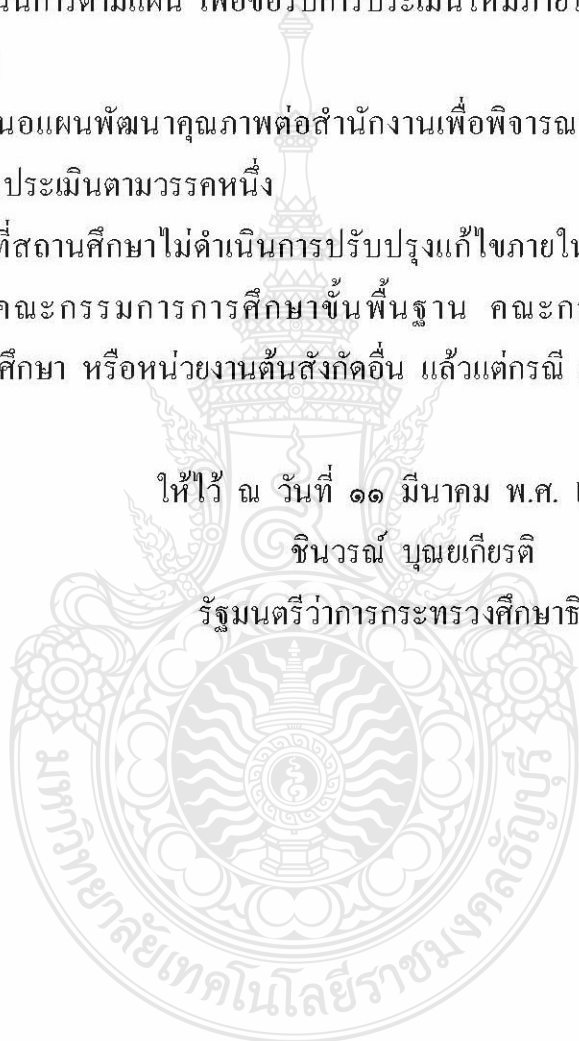 นินการตามแผน เพื่อขอรับการประเมินใหม่ภายใ
นอแผนพัฒนาคุณภาพต่อสำนักงานเพื่อพิจารณ
ประเมินตามวรรคหนึ่ง
ที่สถานศึกษาไม่ดำเนินการปรับปรุงแก้ไขภายใน
คณะกรรมการการศึกษาขั้นพื้นฐาน คณะก
ศึกษา หรือหน่วยงานต้นสังกัดอื่น แล้วแต่กรณี
ให้ไว้ ณ วันที่ ๑๑ มีนาคม พ.ศ.
ชินวรณ์ บุณยเกียรติ
รัฐมนตรีว่าการกระทรวงศึกษาธิ
มหาวิทยาลัยเทคโนโลยีราชมงคลธัญบุรี